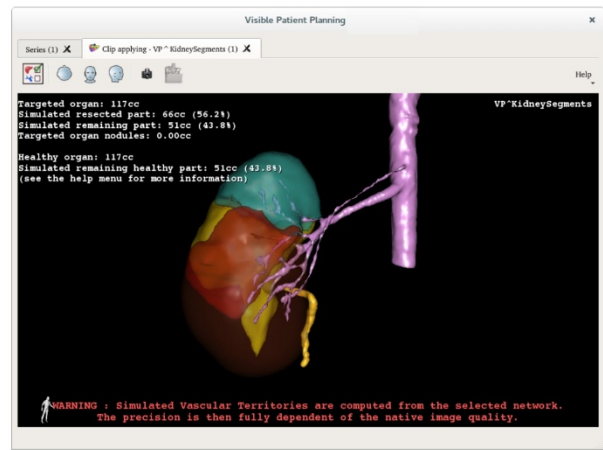 Visible Patient Planning
Series (1) Clip applying - VP ^ KidneySegments (1)
Help
Targeted organ: 117cc
VP^KidneySegments
Simulated resected part: 66cc (56.2%)
Simulated remaining part: 51cc (43.8%)
Targeted organ nodules: 0.00cc
Healthy organ: 117cc
Simulated remaining healthy part: 51cc (43.8%)
(see the help menu for more information)
WARNING : Simulated Vascular Territories are computed from the selected network.
The precision is then fully dependent of the native image quality.